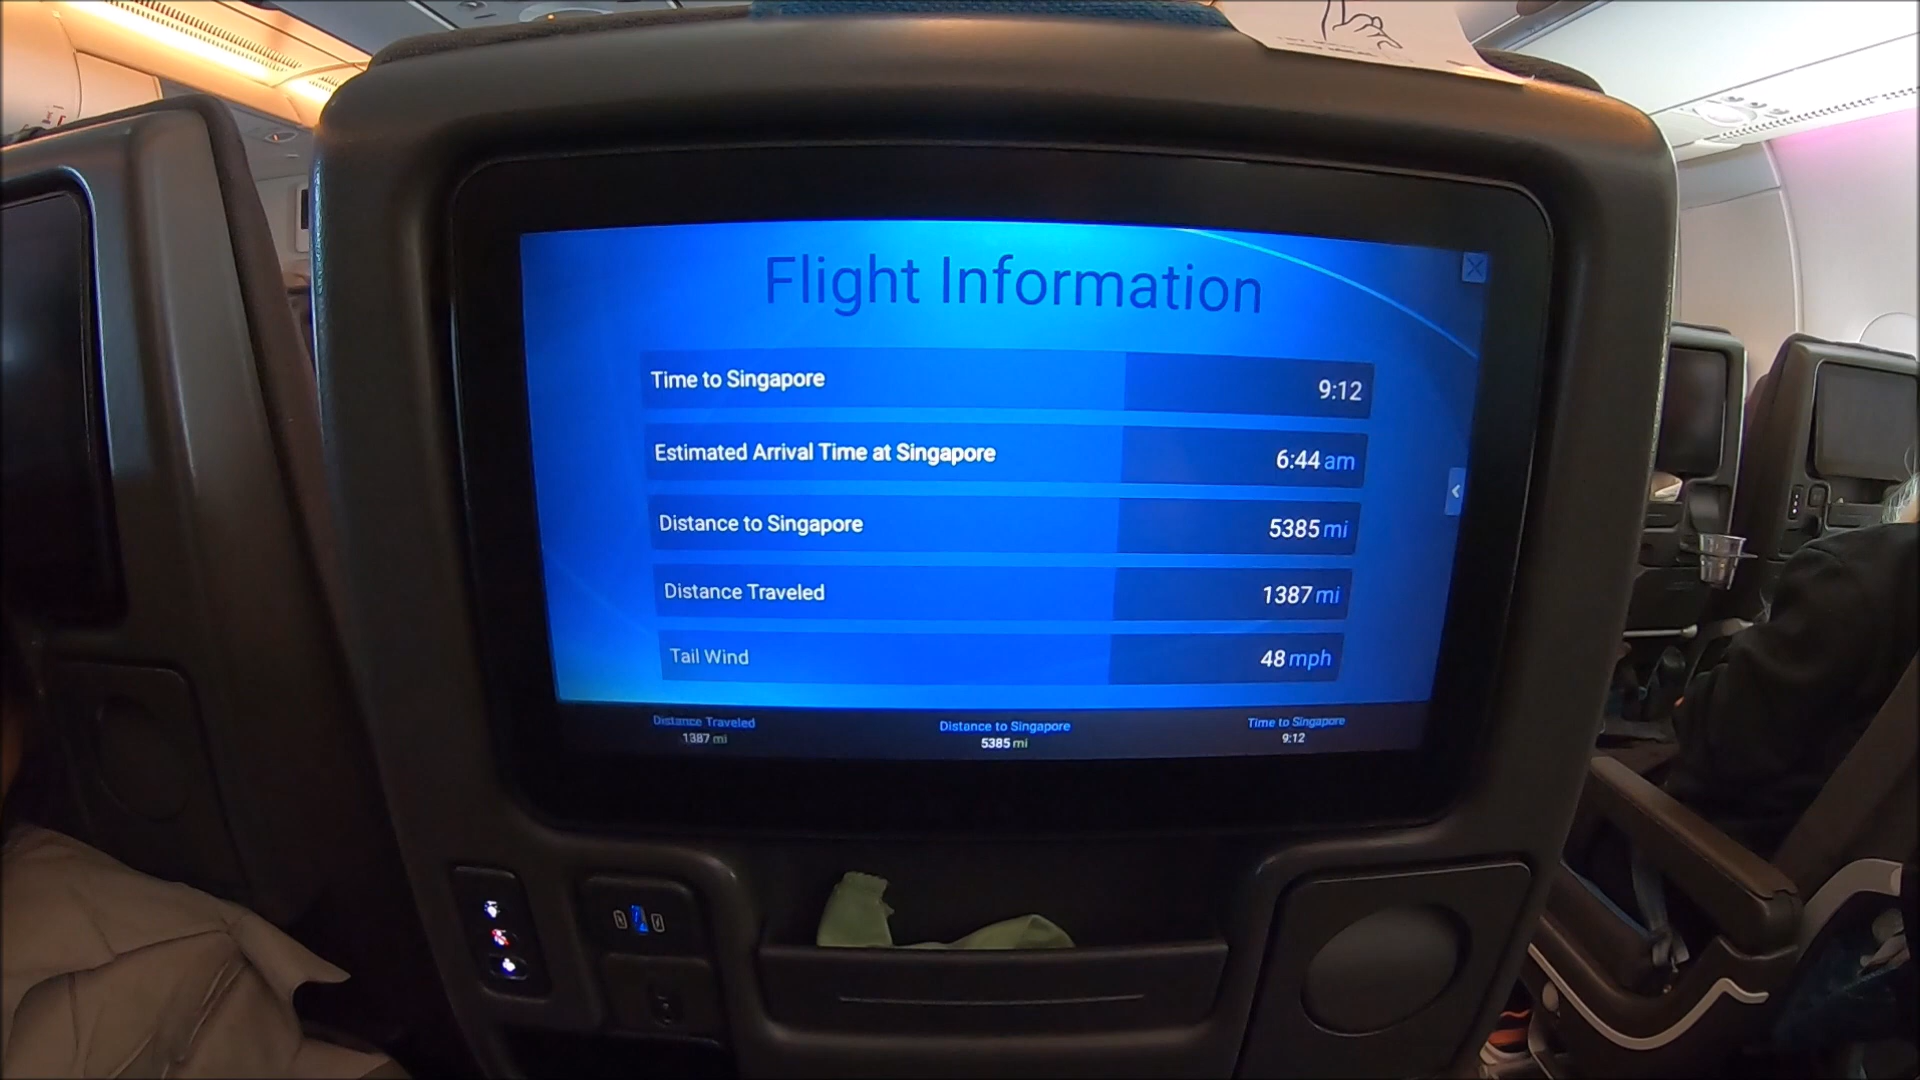 Flight Information
Time to Singapore 9:12
Estimated Arrival Time at Singapore 6:44 am
Distance to Singapore 5385 mi
Distance Traveled 1387 mi
Tail Wind 48 mph
Distance Traveled Distance to Singapore Time to Singapore
1387 mi 5385 mi 9:12